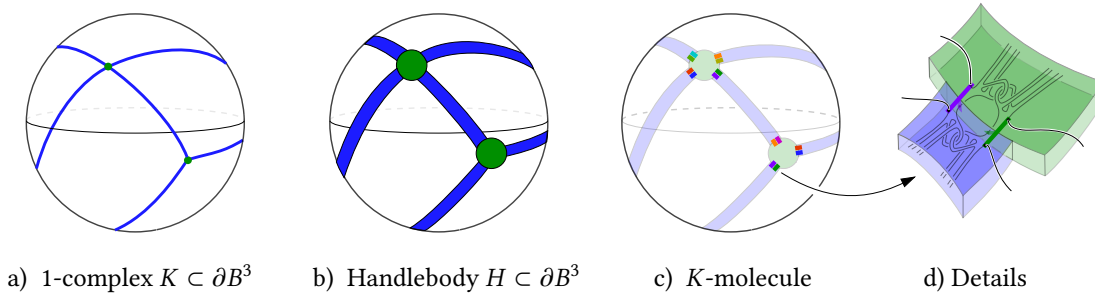 a) 1-complex K ⊂ ∂B³
b) Handlebody H ⊂ ∂B³
c) K-molecule
d) Details